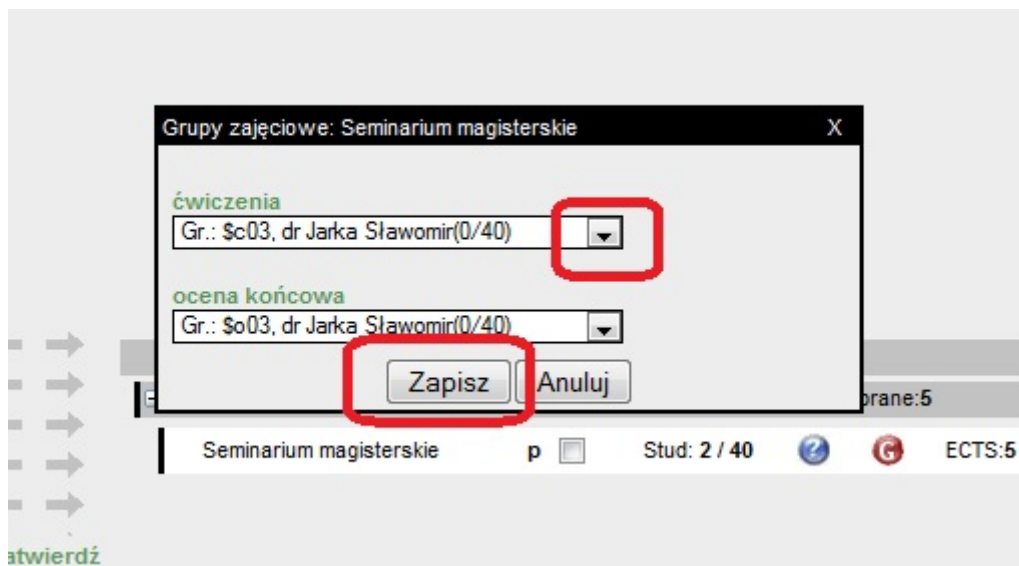 Grupy zajęciowe: Seminarium magisterskie X
ćwiczenia
Gr.: $c03, dr Jarka Sławomir(0/40)
ocena końcowa
Gr.: $o03, dr Jarka Sławomir(0/40)
Zapisz Anuluj
brane:5
Seminarium magisterskie p Stud: 2 / 40 ? G ECTS:5
atwierdź